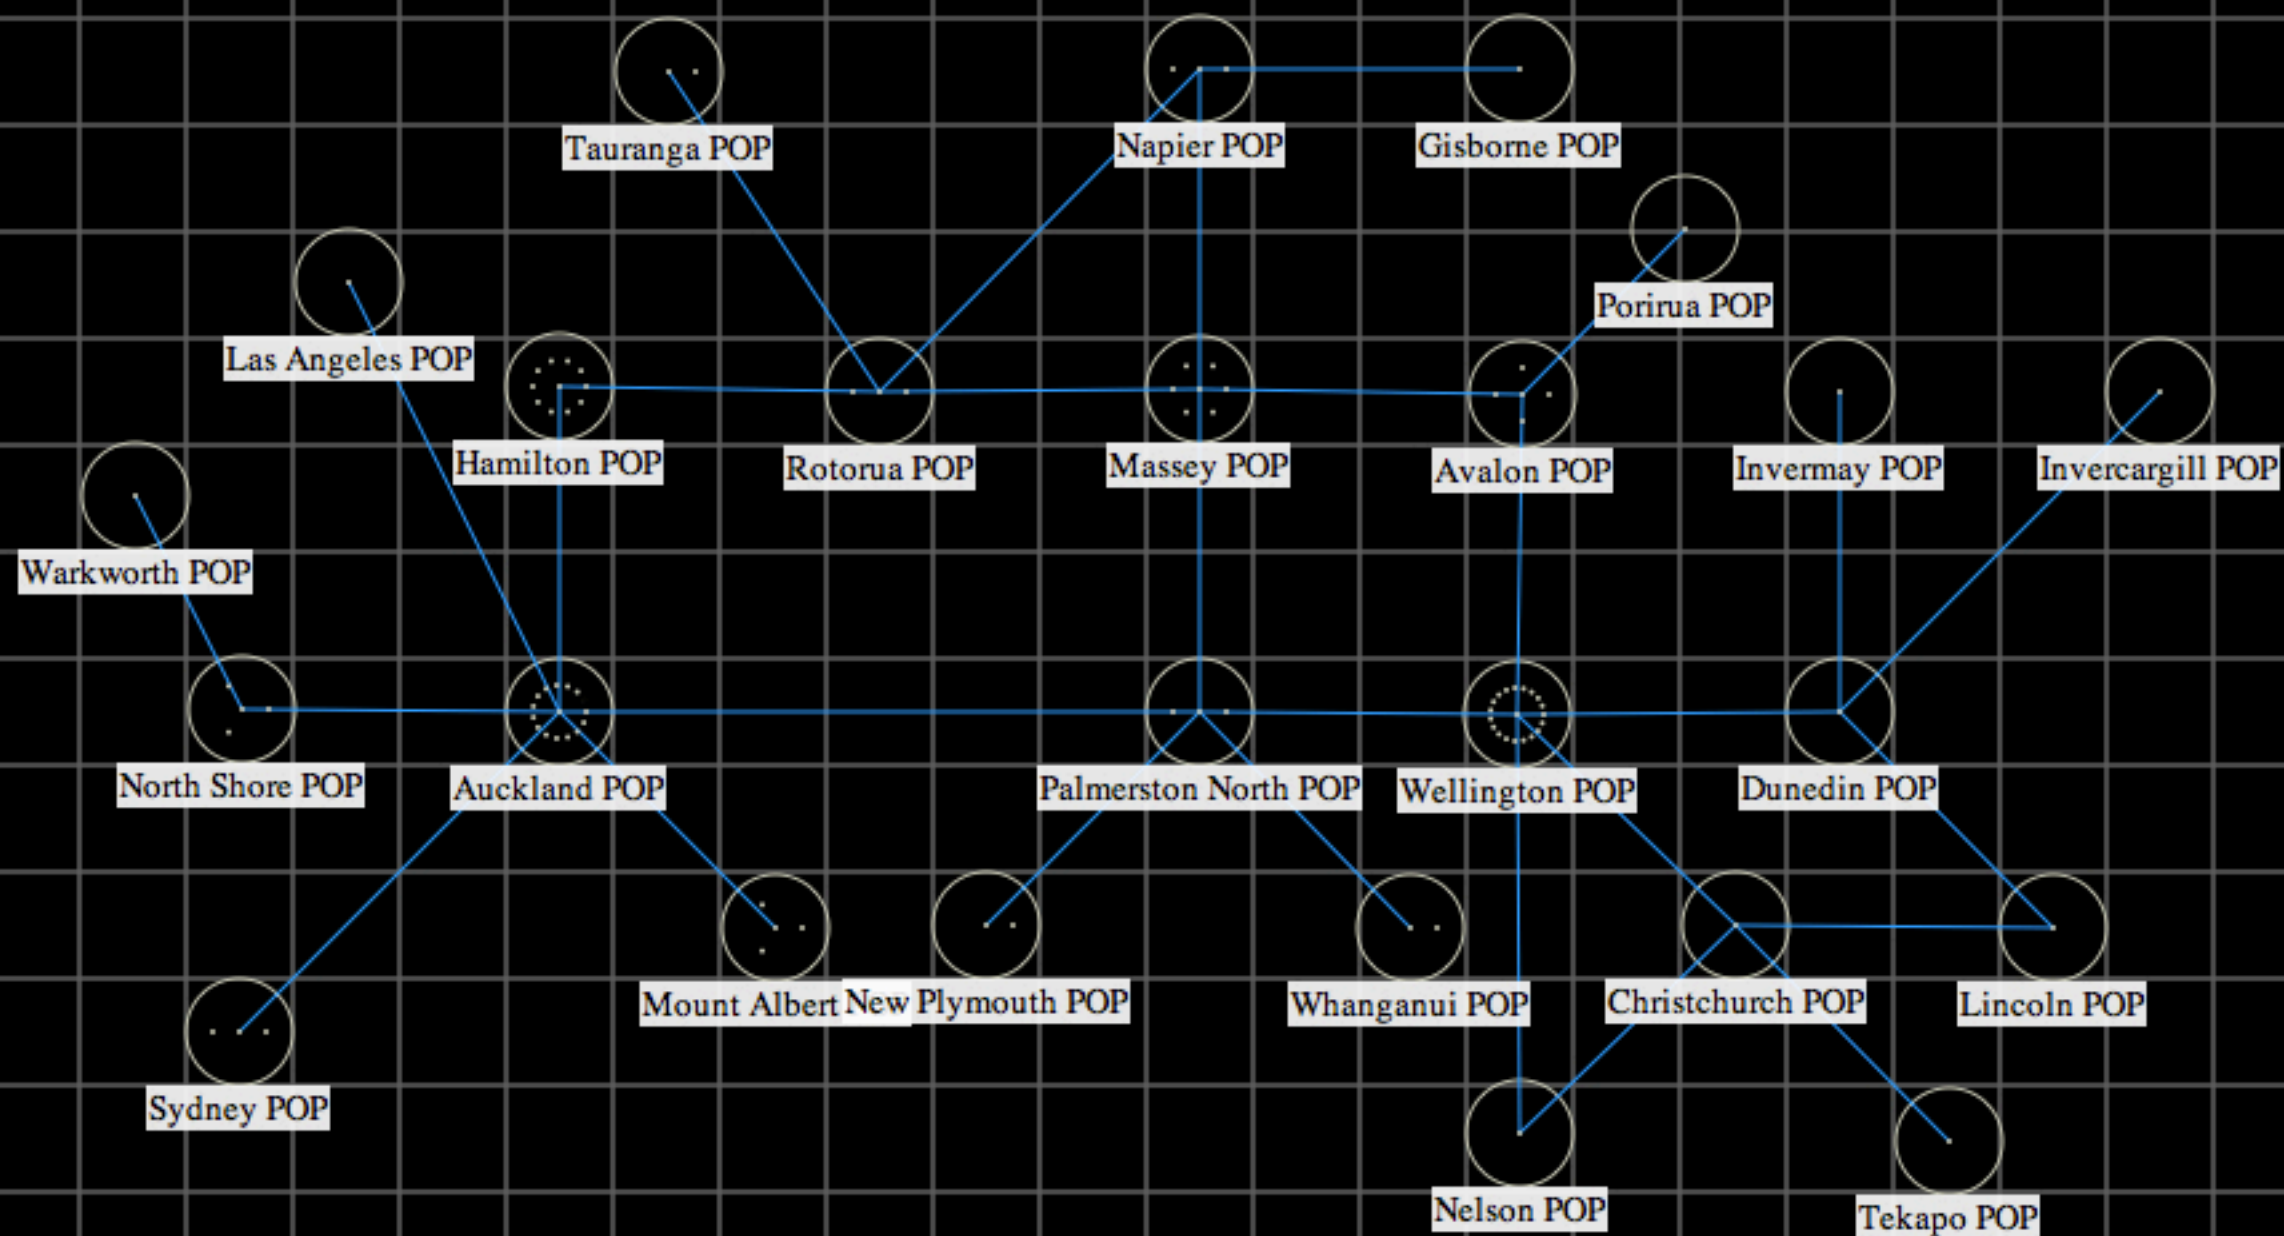 Tauranga POP
Napier POP
Gisborne POP
Porirua POP
Las Angeles POP
Hamilton POP
Rotorua POP
Massey POP
Avalon POP
Invermay POP
Invercargill POP
Warkworth POP
North Shore POP
Auckland POP
Palmerston North POP
Wellington POP
Dunedin POP
Mount Albert
New Plymouth POP
Whanganui POP
Christchurch POP
Lincoln POP
Sydney POP
Nelson POP
Tekapo POP